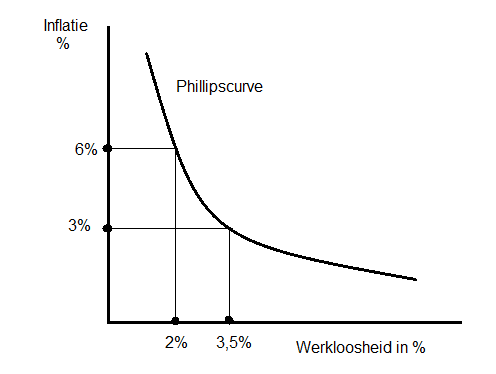 Inflatie
%
Phillipscurve
6%
3%
2%
3,5%
Werkloosheid in %